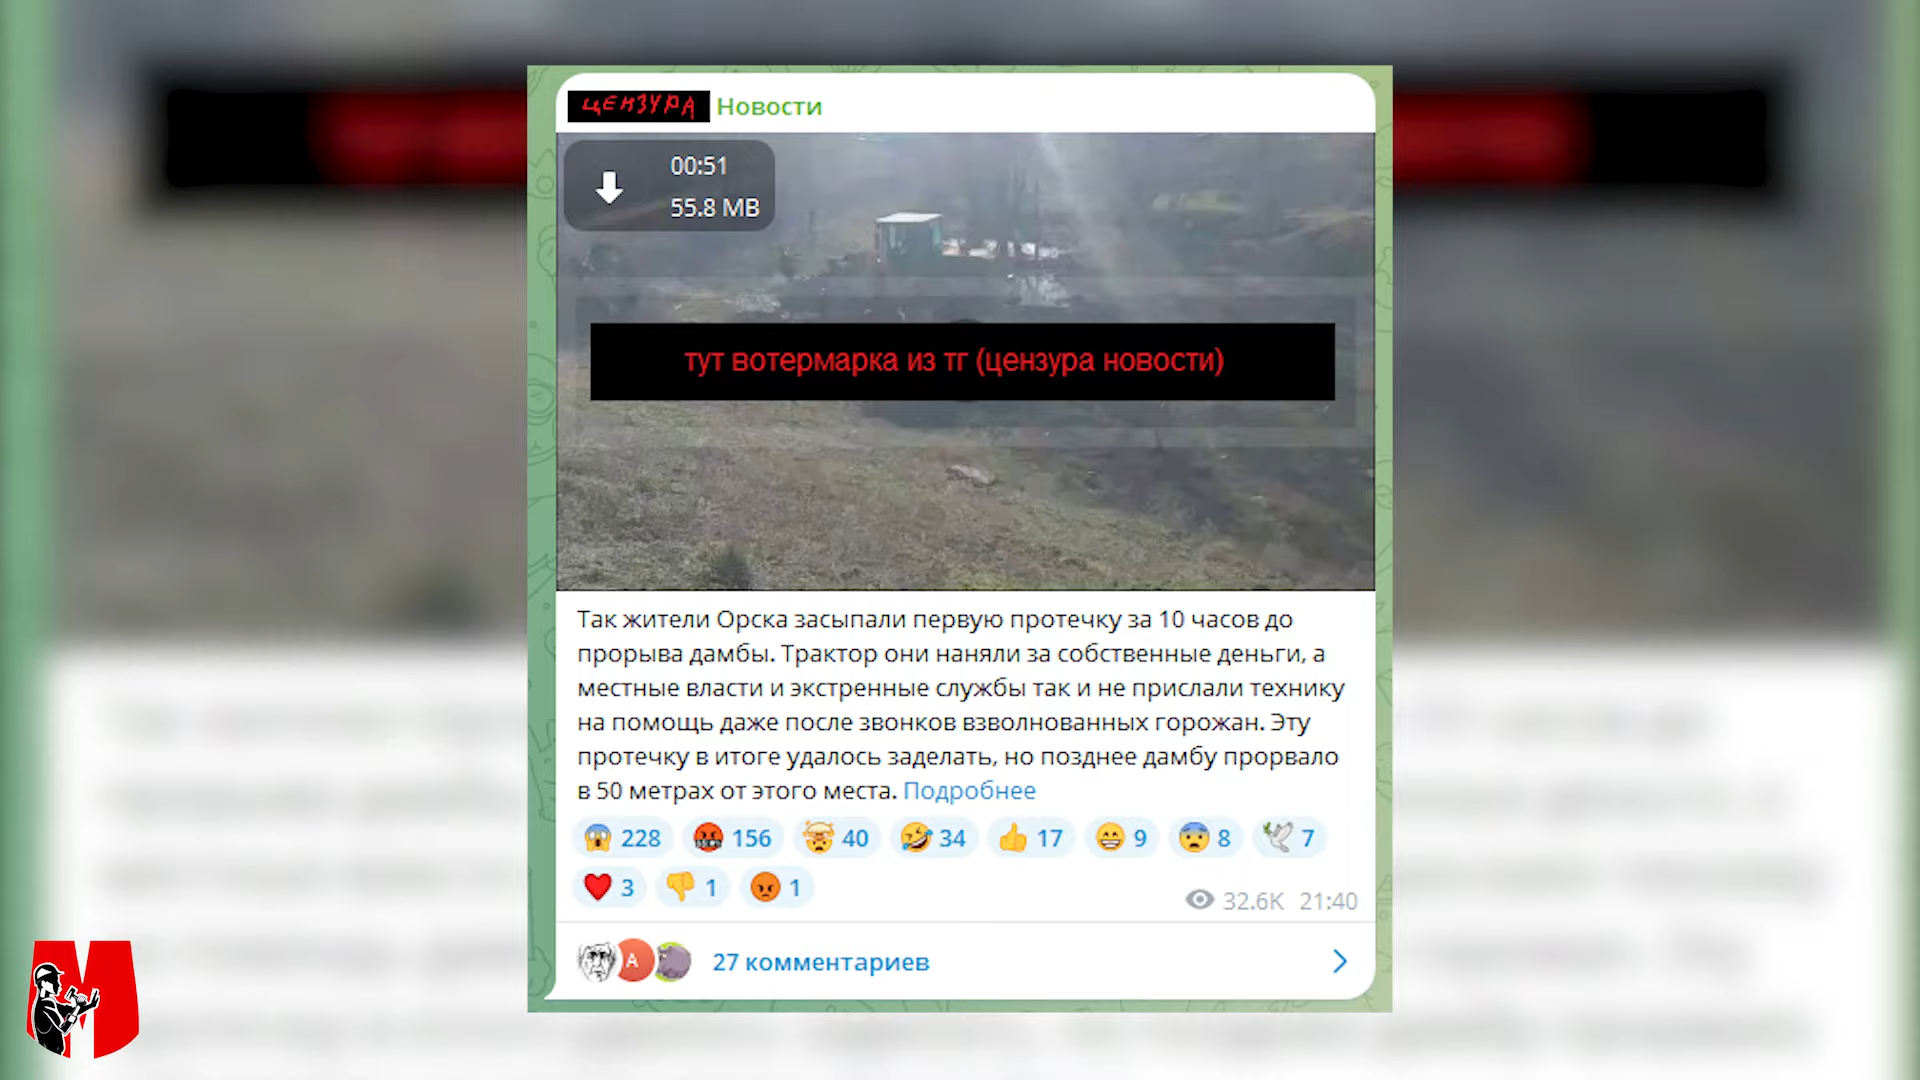 ЦЕНЗУРА Новости
00:51
55.8 MB
тут вотермарка из тг (цензура новости)
Так жители Орска засыпали первую протечку за 10 часов до
прорыва дамбы. Трактор они наняли за собственные деньги, а
местные власти и экстренные службы так и не прислали технику
на помощь даже после звонков взволнованных горожан. Эту
протечку в итоге удалось заделать, но позднее дамбу прорвало
в 50 метрах от этого места. Подробнее
228 156 40 34 17 9 8 7
3 1 1
32.6K 21:40
А
27 комментариев
М